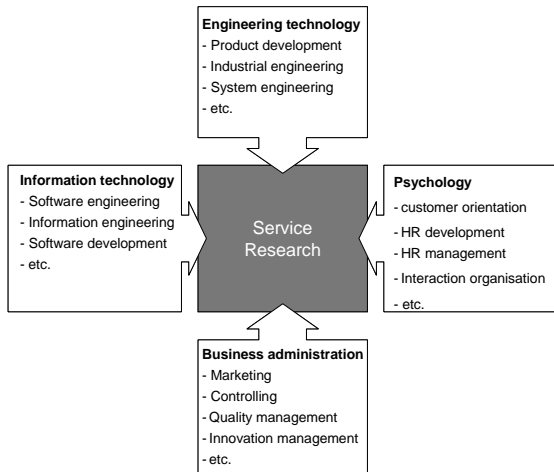 Engineering technology
- Product development
- Industrial engineering
- System engineering
- etc.
Information technology
- Software engineering
- Information engineering
- Software development
- etc.
Service
Research
Psychology
- customer orientation
- HR development
- HR management
- Interaction organisation
- etc.
Business administration
- Marketing
- Controlling
- Quality management
- Innovation management
- etc.